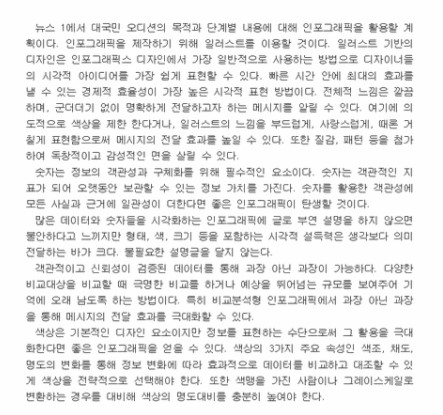 뉴스 1에서 대국민 오디션의 목적과 단계별 내용에 대해 인포그래픽을 활용할 계
획이다. 인포그래픽을 제작하기 위해 일러스트를 이용할 것이다. 일러스트 기반의
디자인은 인포그래픽스 디자인에서 가장 일반적으로 사용하는 방법으로 디자이너들
의 시각적 아이디어를 가장 쉽게 표현할 수 있다. 빠른 시간 안에 최대의 효과를
낼 수 있는 경제적 효율성이 가장 높은 시각적 표현 방법이다. 전체적 느낌은 깔끔
하며, 군더더기 없이 명확하게 전달하고자 하는 메시지를 알릴 수 있다. 여기에 의
도적으로 색상을 제한 한다거나, 일러스트의 느낌을 부드럽게, 사랑스럽게, 때론 거
칠게 표현함으로써 메시지의 전달 효과를 높일 수 있다. 또한 질감, 패턴 등을 첨가
하여 독창적이고 감성적인 면을 살릴 수 있다.
숫자는 정보의 객관성과 구체화를 위해 필수적인 요소이다. 숫자는 객관적인 지
표가 되어 오랫동안 보관할 수 있는 정보 가치를 가진다. 숫자를 활용한 객관성에
모든 사실과 근거에 일관성이 더한다면 좋은 인포그래픽이 탄생할 것이다.
많은 데이터와 숫자들을 시각화하는 인포그래픽에 글로 부연 설명을 하지 않으면
불안하다고 느끼지만 형태, 색, 크기 등을 포함하는 시각적 설득력은 생각보다 의미
전달하는 바가 크다. 불필요한 설명글을 달지 않는다.
객관적이고 신뢰성이 검증된 데이터를 통해 과장 아닌 과장이 가능하다. 다양한
비교대상을 비교할 때 극명한 비교를 하거나 예상을 뛰어넘는 규모를 보여주어 기
억에 오래 남도록 하는 방법이다. 특히 비교분석형 인포그래픽에서 과장 아닌 과장
을 통해 메시지의 전달 효과를 극대화할 수 있다.
색상은 기본적인 디자인 요소이지만 정보를 표현하는 수단으로써 그 활용을 극대
화한다면 좋은 인포그래픽을 얻을 수 있다. 색상의 3가지 주요 속성인 색조, 채도,
명도의 변화를 통해 정보 변화에 따라 효과적으로 데이터를 비교하고 대조할 수 있
게 색상을 전략적으로 선택해야 한다. 또한 색맹을 가진 사람이나 그레이스케일로
변환하는 경우를 대비해 색상의 명도대비를 충분히 높여야 한다.